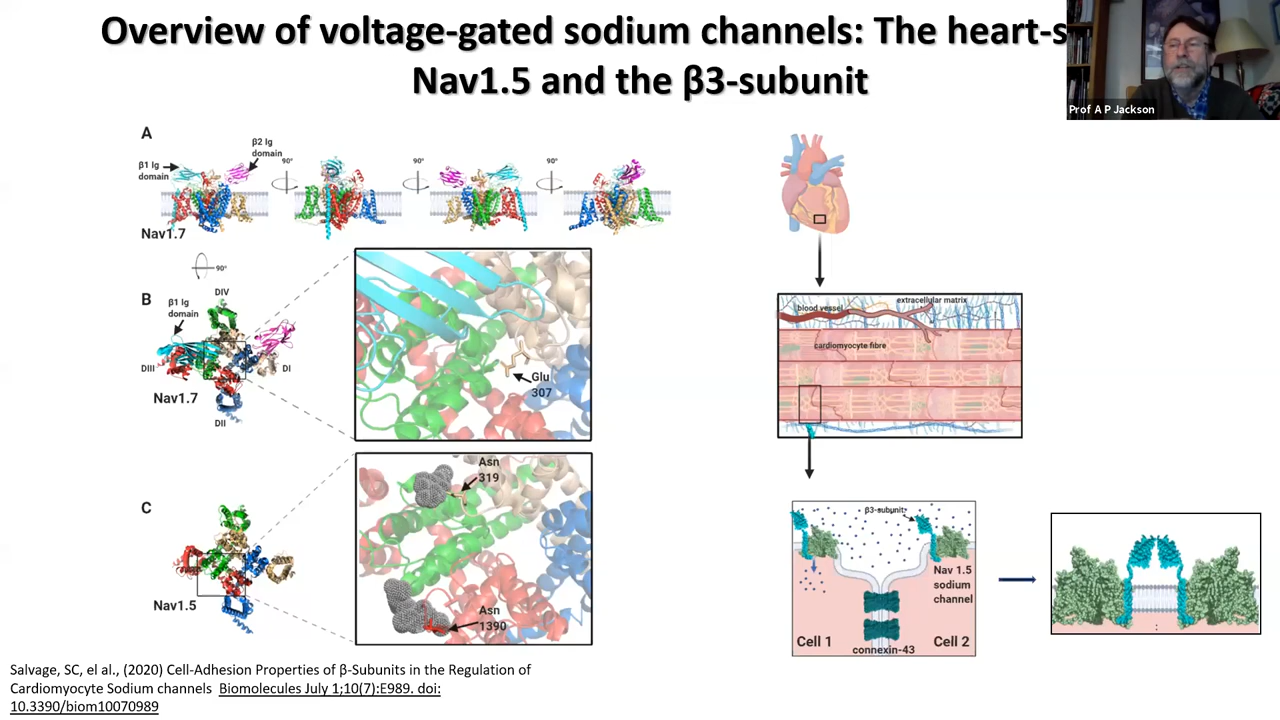 Overview of voltage-gated sodium channels: The heart-s
Nav1.5 and the β3-subunit
Prof A P Jackson
A
β1 Ig
domain
β2 Ig
domain
90°
90°
90°
Nav1.7
90°
B
β1 Ig
domain
DIV
DIII
DI
Nav1.7
DII
Glu
307
C
Nav1.5
Asn
319
Asn
1390
blood vessel
extracellular matrix
cardiomyocyte fibre
β3-subunit
Nav 1.5
sodium
channel
Cell 1
Cell 2
connexin-43
Salvage, SC, el al., (2020) Cell-Adhesion Properties of β-Subunits in the Regulation of
Cardiomyocyte Sodium channels Biomolecules July 1;10(7):E989. doi:
10.3390/biom10070989